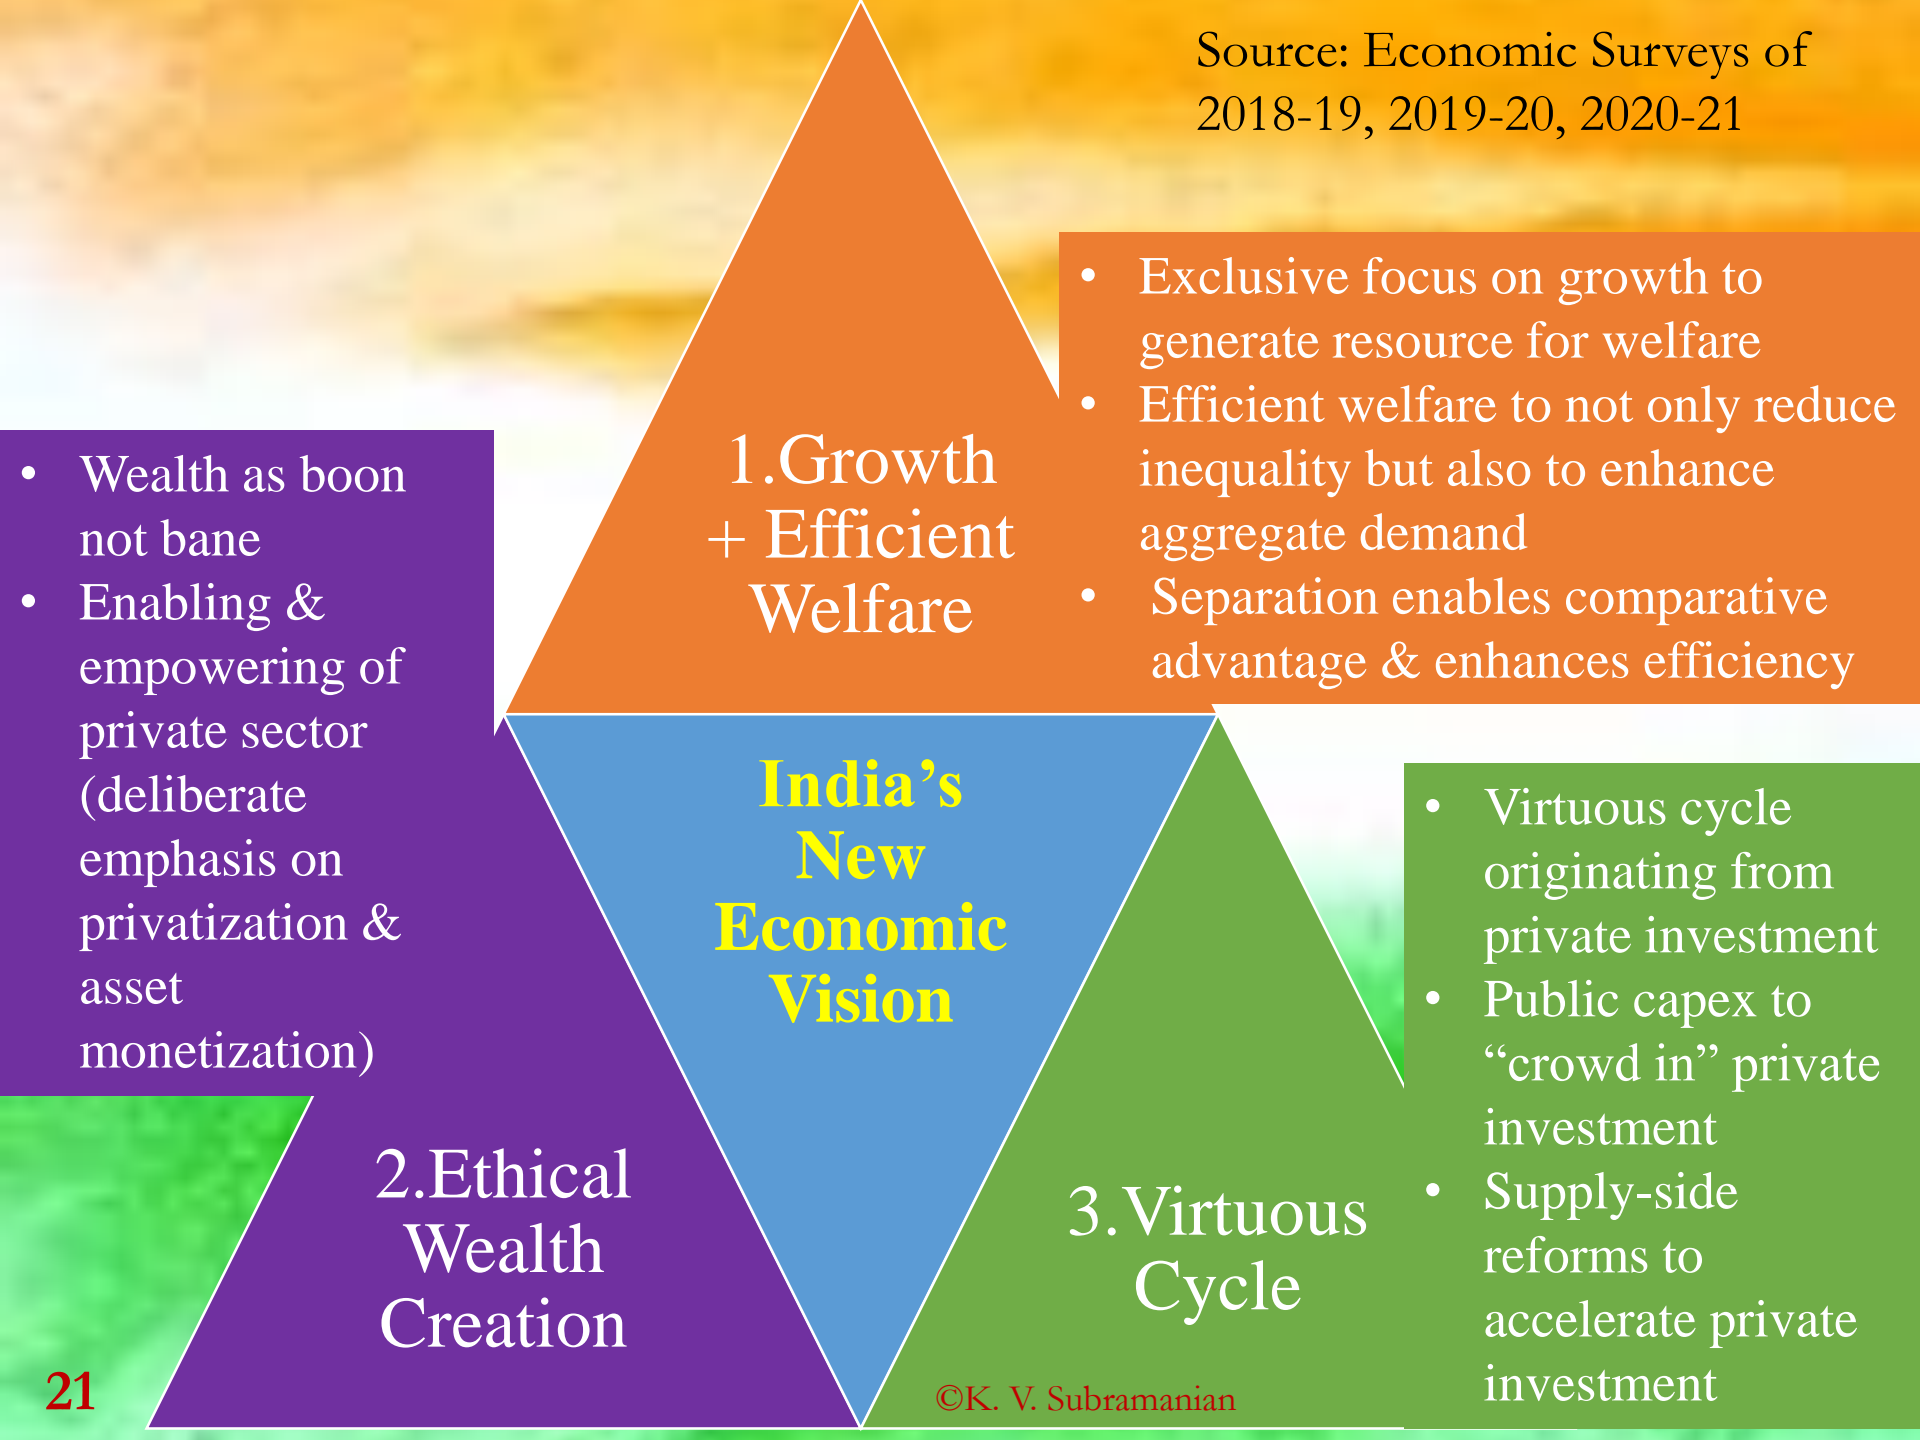 Source: Economic Surveys of
2018-19, 2019-20, 2020-21
1.Growth
+ Efficient
Welfare
• Exclusive focus on growth to
generate resource for welfare
• Efficient welfare to not only reduce
inequality but also to enhance
aggregate demand
• Separation enables comparative
advantage & enhances efficiency
• Wealth as boon
not bane
• Enabling &
empowering of
private sector
(deliberate
emphasis on
privatization &
asset
monetization)
2.Ethical
Wealth
Creation
India’s
New
Economic
Vision
3.Virtuous
Cycle
• Virtuous cycle
originating from
private investment
• Public capex to
“crowd in” private
investment
• Supply-side
reforms to
accelerate private
investment
21
©K. V. Subramanian